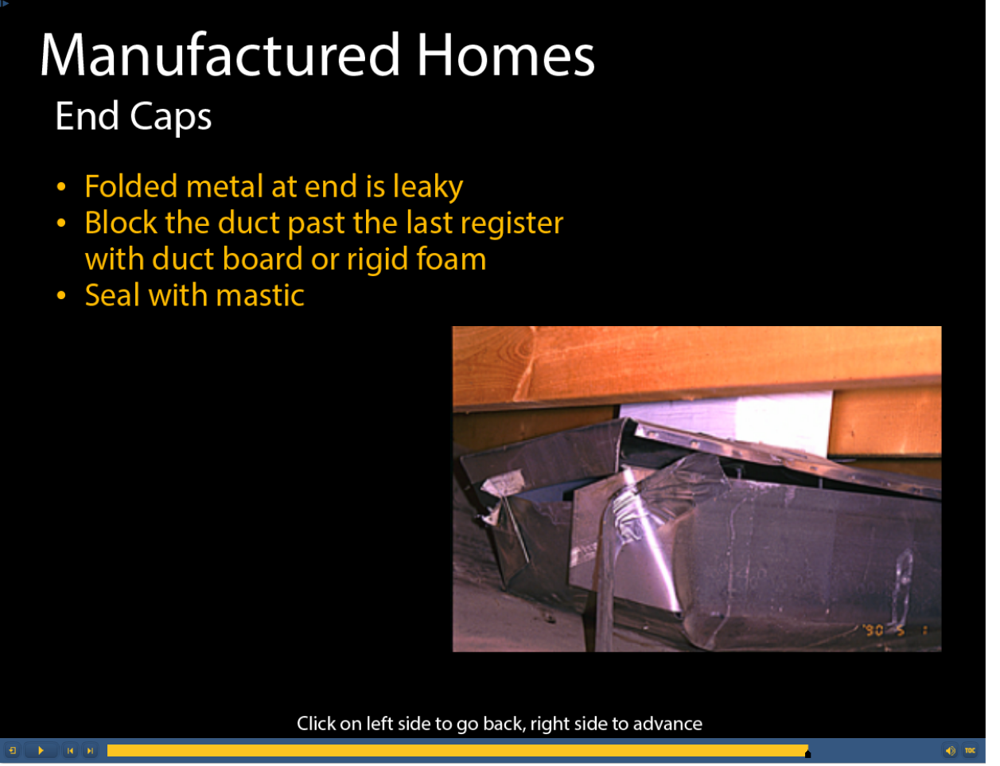 Manufactured Homes
End Caps
• Folded metal at end is leaky
• Block the duct past the last register
with duct board or rigid foam
• Seal with mastic
'90 5 1
Click on left side to go back, right side to advance
TOC